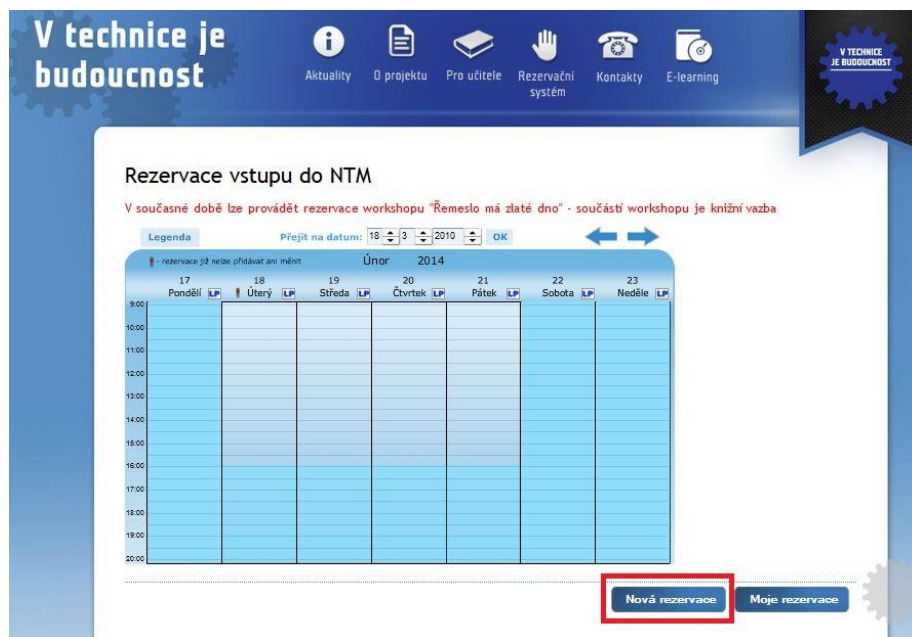 V technice je
budoucnost
Aktuality
O projektu
Pro učitele
Rezervační
systém
Kontakty
E-learning
V TECHNICE
JE BUDOUCNOST
Rezervace vstupu do NTM
V současné době lze provádět rezervace workshopu "Řemeslo má zlaté dno" - součástí workshopu je knižní vazba
Legenda
Přejít na datum: 18 3 2010 OK
- rezervace již nelze přidávat ani měnit
Únor 2014
17 18 19 20 21 22 23
Pondělí LP Úterý LP Středa LP Čtvrtek LP Pátek LP Sobota LP Neděle LP
9:00
10:00
11:00
12:00
13:00
14:00
15:00
16:00
17:00
18:00
19:00
20:00
Nová rezervace
Moje rezervace